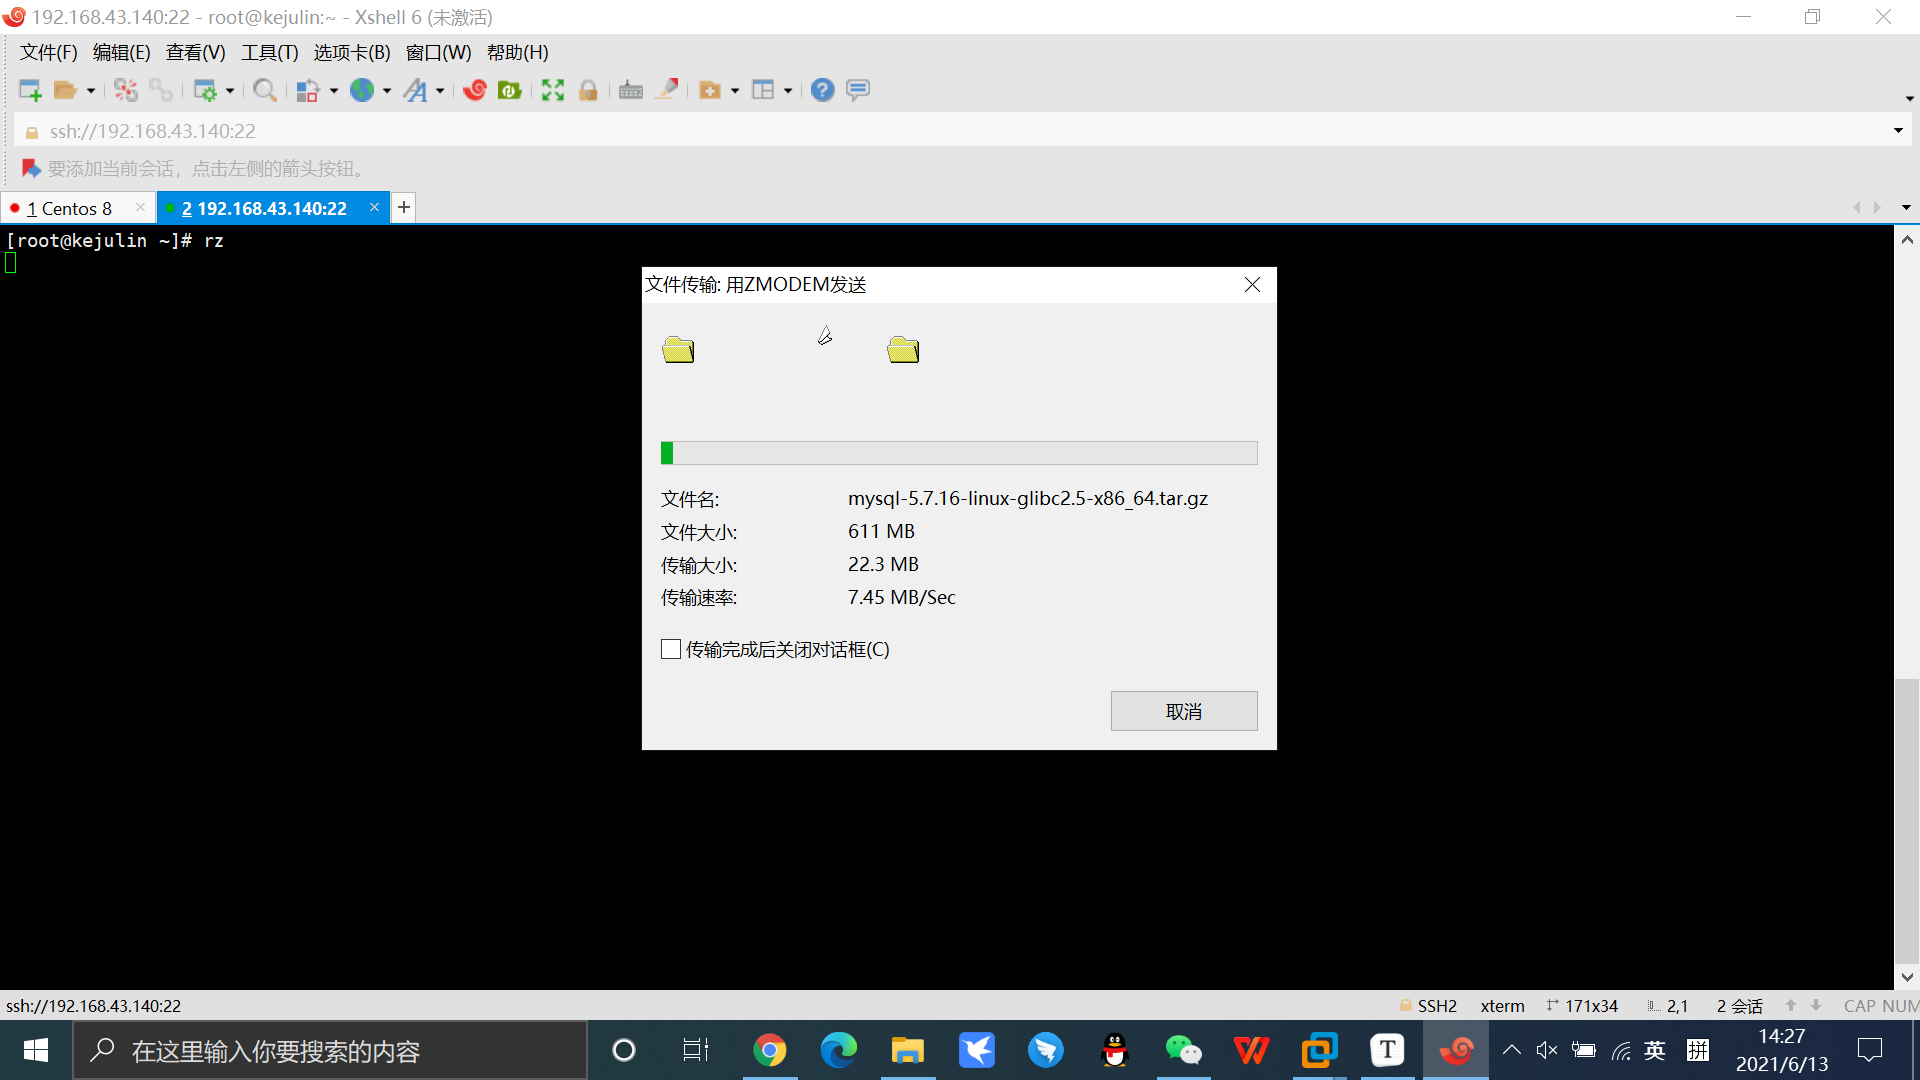 192.168.43.140:22 - root@kejulin:~ - Xshell 6 (未激活)
文件(F) 编辑(E) 查看(V) 工具(T) 选项卡(B) 窗口(W) 帮助(H)
ssh://192.168.43.140:22
要添加当前会话，点击左侧的箭头按钮。
1 Centos 8 2 192.168.43.140:22
[root@kejulin ~]# rz
文件传输: 用ZMODEM发送
文件名: mysql-5.7.16-linux-glibc2.5-x86_64.tar.gz
文件大小: 611 MB
传输大小: 22.3 MB
传输速率: 7.45 MB/Sec
传输完成后关闭对话框(C)
取消
ssh://192.168.43.140:22 SSH2 xterm 171x34 2,1 2 会话 CAP NUM
在这里输入你要搜索的内容 T 英 拼 14:27
2021/6/13